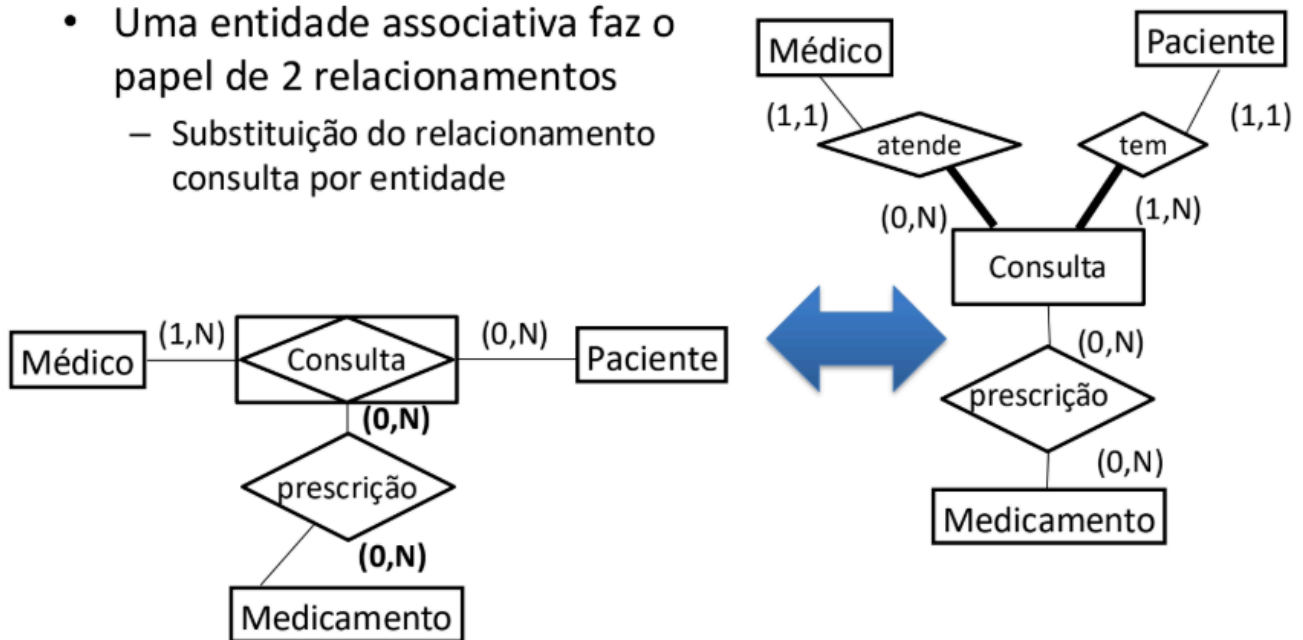 • Uma entidade associativa faz o
papel de 2 relacionamentos
– Substituição do relacionamento
consulta por entidade
Médico
Paciente
(1,1)
(1,1)
atende
tem
(0,N)
(1,N)
Consulta
(0,N)
prescrição
(0,N)
Medicamento
Médico
(1,N)
Consulta
(0,N)
Paciente
(0,N)
prescrição
(0,N)
Medicamento